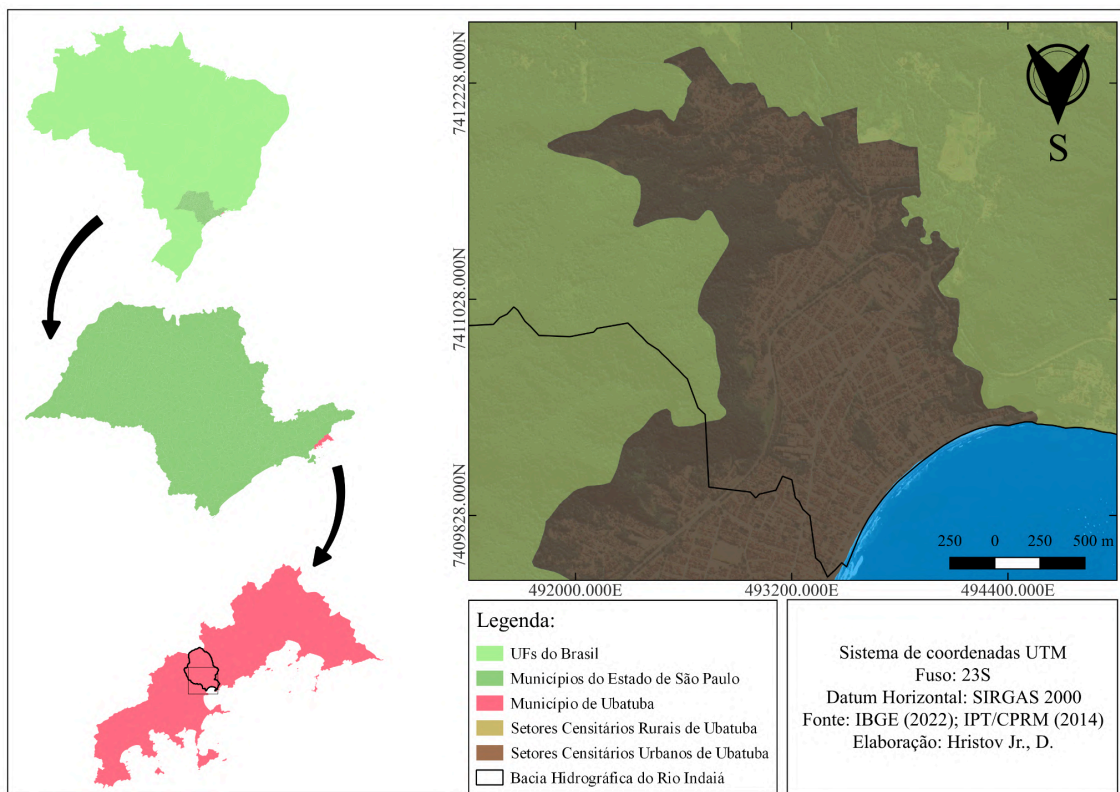 7412228.000N
7411028.000N
7409828.000N
S
250 0 250 500 m
492000.000E 493200.000E 494400.000E
Legenda:
UFs do Brasil
Municípios do Estado de São Paulo
Município de Ubatuba
Setores Censitários Rurais de Ubatuba
Setores Censitários Urbanos de Ubatuba
Bacia Hidrográfica do Rio Indaiá
Sistema de coordenadas UTM
Fuso: 23S
Datum Horizontal: SIRGAS 2000
Fonte: IBGE (2022); IPT/CPRM (2014)
Elaboração: Hristov Jr., D.